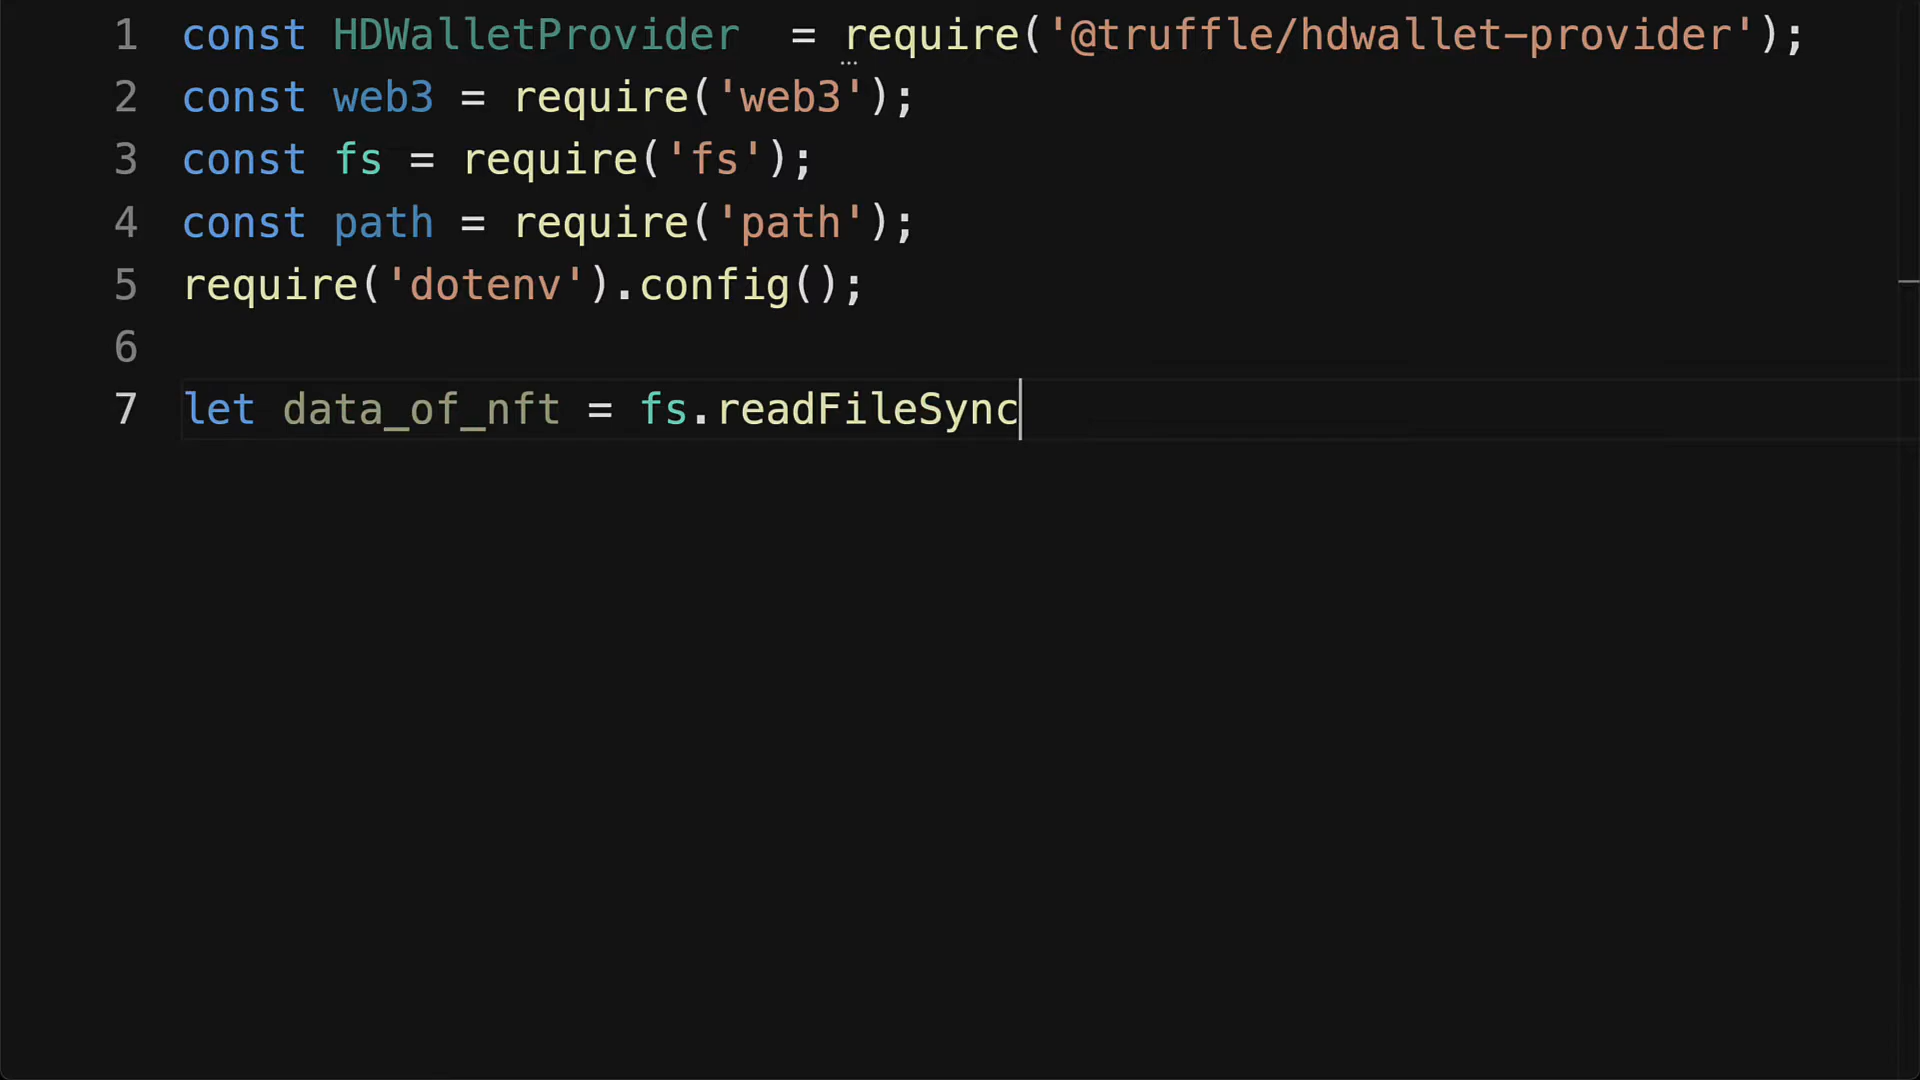 1 const HDWalletProvider  = require('@truffle/hdwallet-provider');
2 const web3 = require('web3');
3 const fs = require('fs');
4 const path = require('path');
5 require('dotenv').config();
6
7 let data_of_nft = fs.readFileSync